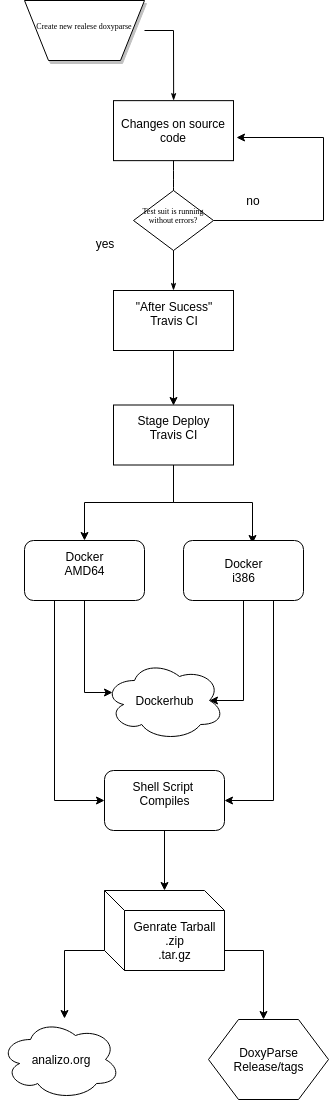 Create new realese doxyparse
Changes on source
code
Test suit is running
without errors?
no
yes
"After Sucess"
Travis CI
Stage Deploy
Travis CI
Docker
AMD64
Docker
i386
Dockerhub
Shell Script
Compiles
Genrate Tarball
.zip
.tar.gz
analizo.org
DoxyParse
Release/tags